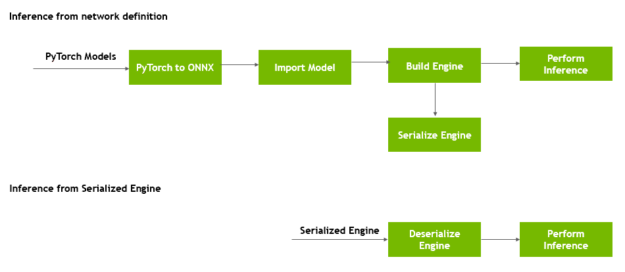 Inference from network definition
PyTorch Models
PyTorch to ONNX
Import Model
Build Engine
Perform
Inference
Serialize Engine
Inference from Serialized Engine
Serialized Engine
Deserialize
Engine
Perform
Inference